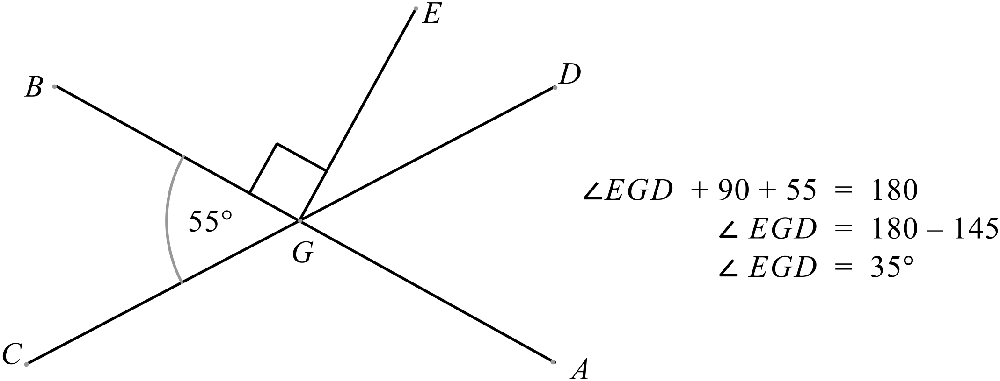 E
D
B
∠EGD + 90 + 55 = 180
55°
∠ EGD = 180 – 145
G
∠ EGD = 35°
C
A